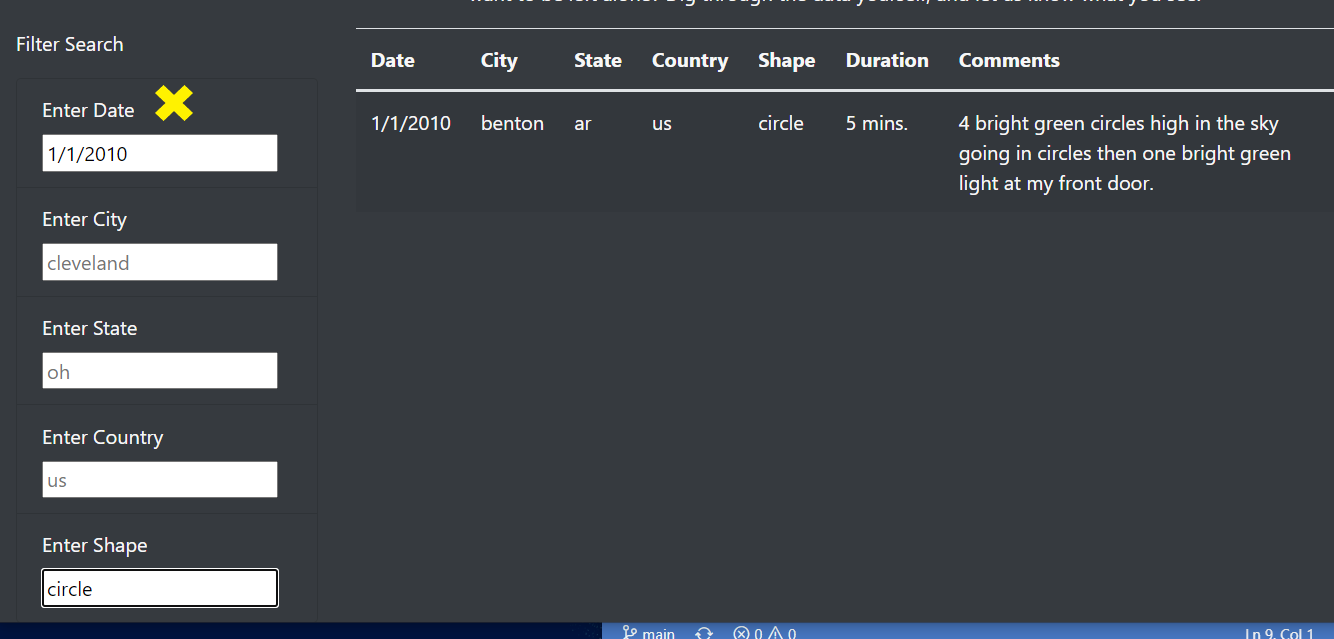 want to be left alone. Dig through the data yourself, and let us know what you see.
Filter Search
Enter Date
1/1/2010
Enter City
cleveland
Enter State
oh
Enter Country
us
Enter Shape
circle
Date City State Country Shape Duration Comments
1/1/2010 benton ar us circle 5 mins. 4 bright green circles high in the sky
going in circles then one bright green
light at my front door.
main 0 0 Ln 9, Col 1